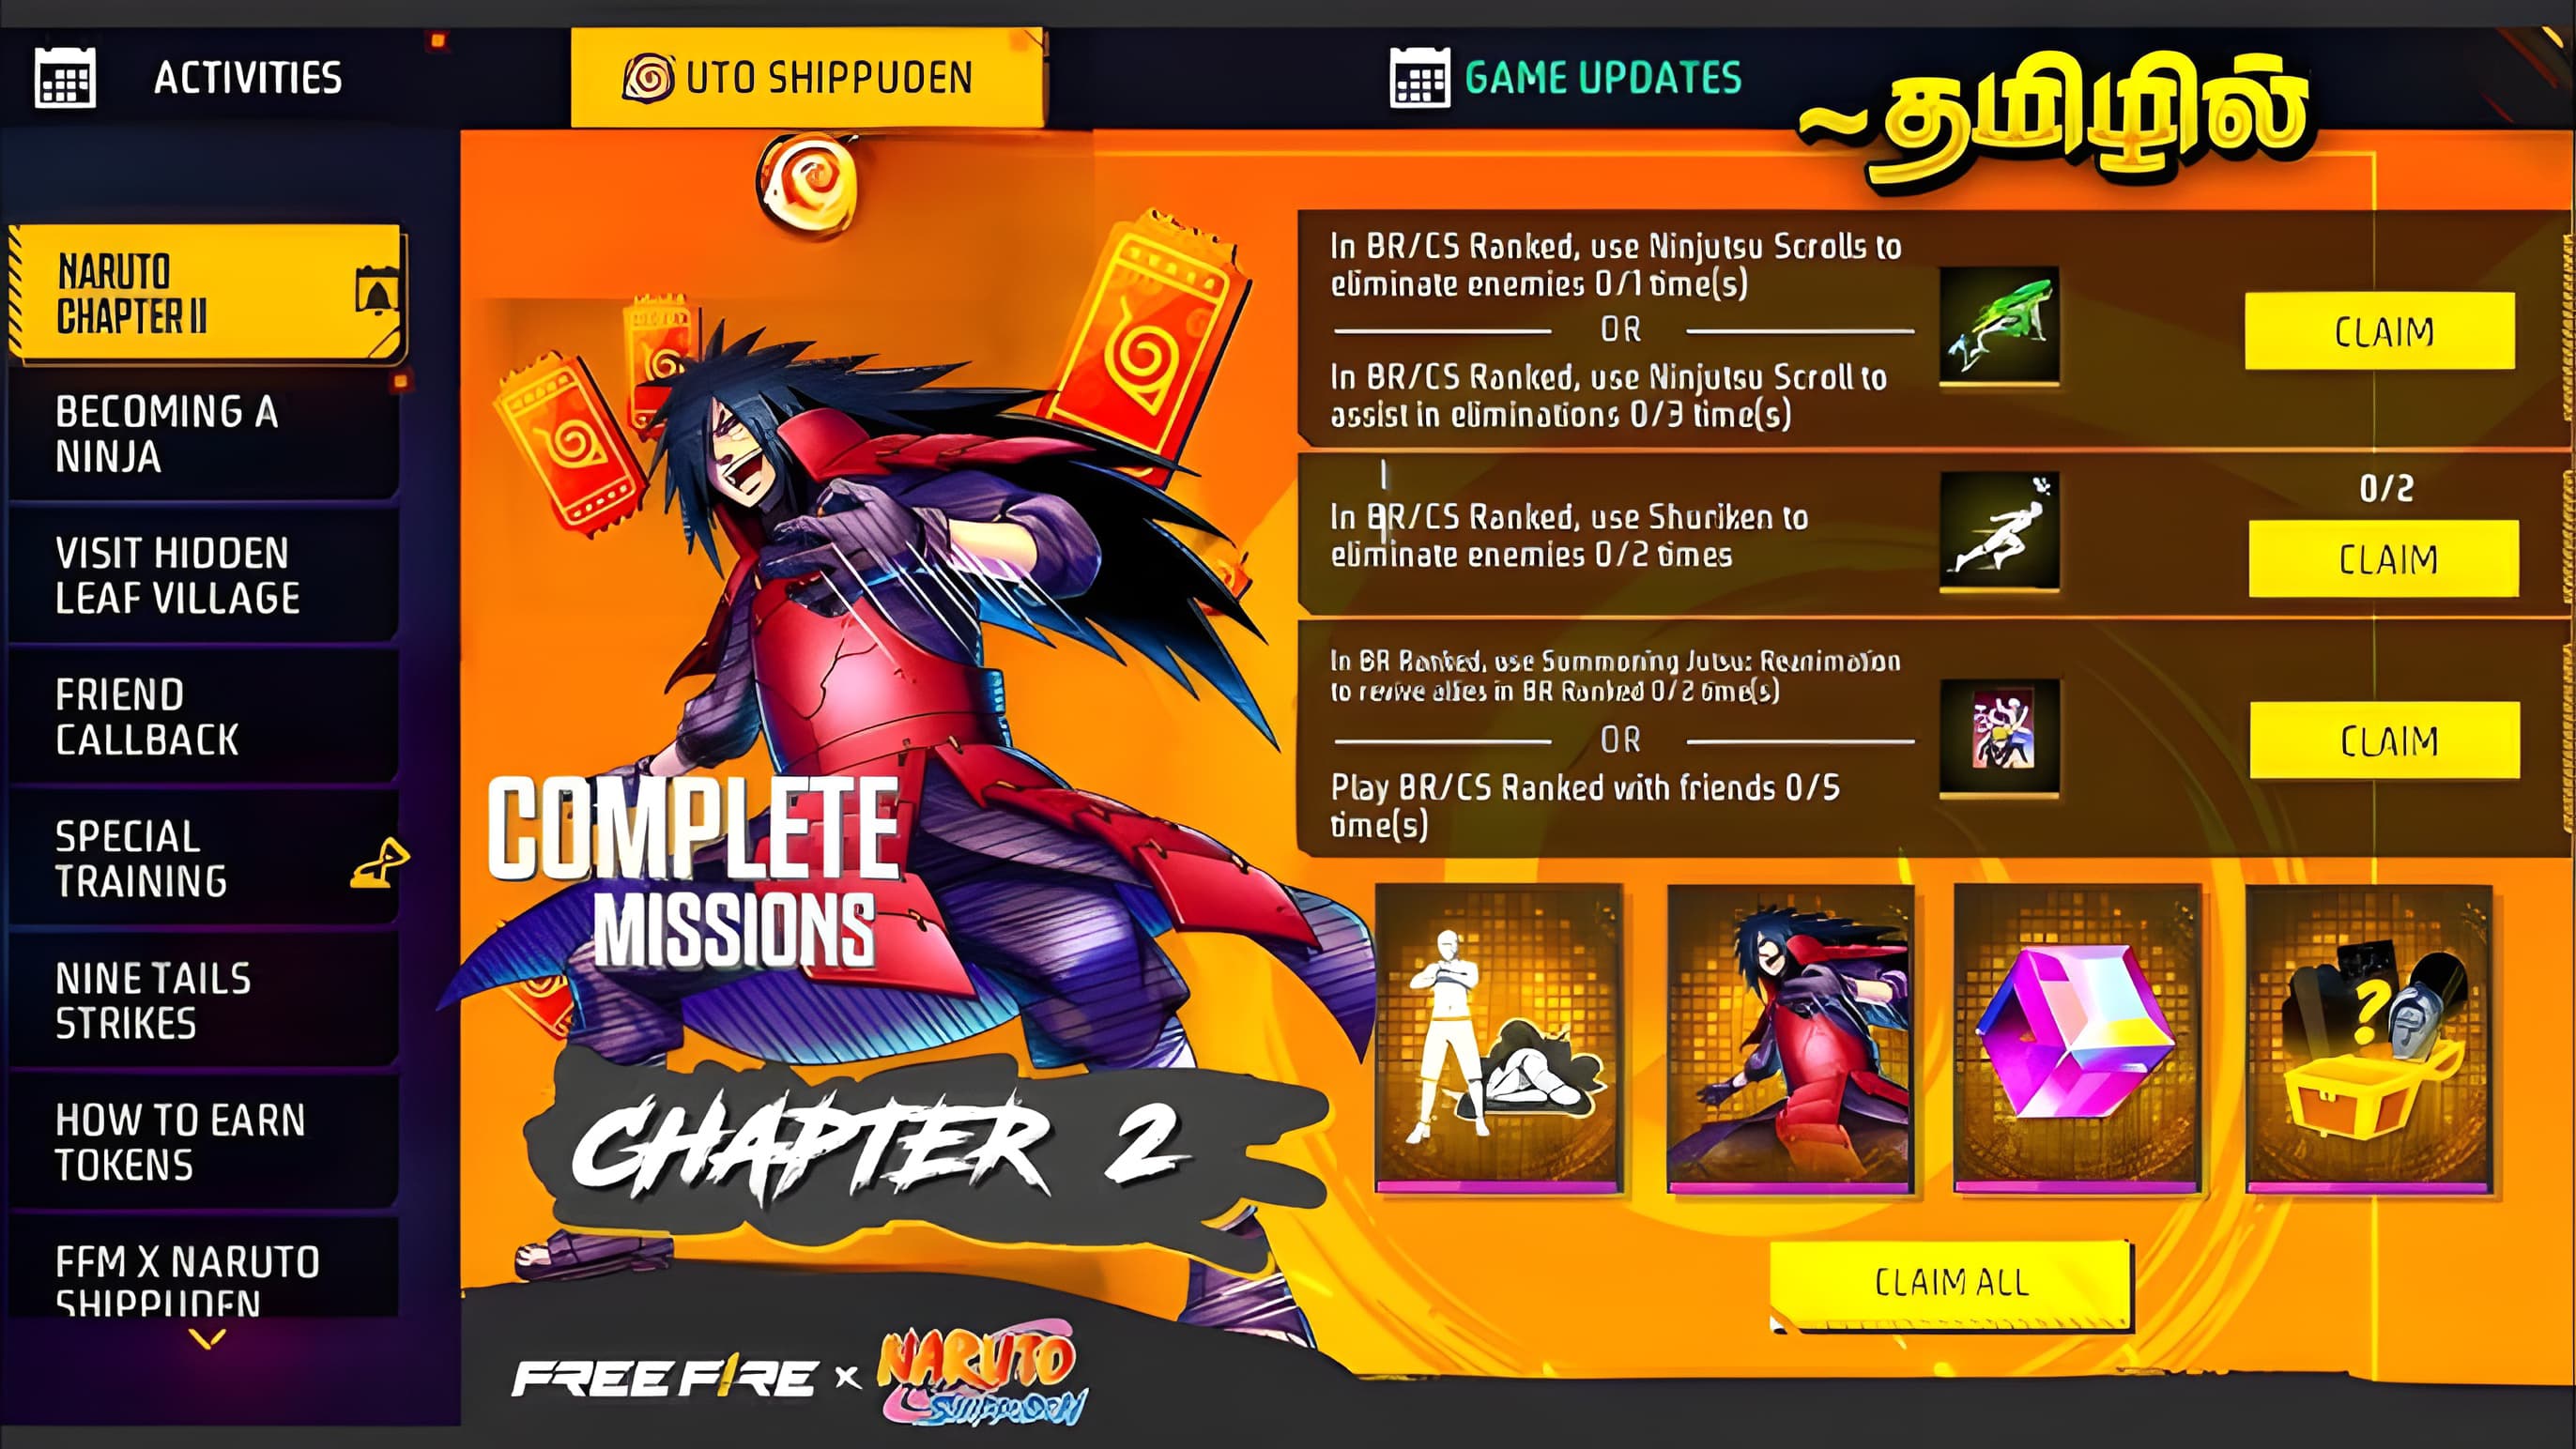 ACTIVITIES
UTO SHIPPUDEN
GAME UPDATES
~தமிழில்
NARUTO
CHAPTER II
BECOMING A
NINJA
VISIT HIDDEN
LEAF VILLAGE
FRIEND
CALLBACK
SPECIAL
TRAINING
NINE TAILS
STRIKES
HOW TO EARN
TOKENS
FFM X NARUTO
SHIPPUDEN
COMPLETE
MISSIONS
CHAPTER 2
FREE FIRE x NARUTO
SHIPPUDEN
In BR/CS Ranked, use Ninjutsu Scrolls to
eliminate enemies 0/1 time(s)
OR
In BR/CS Ranked, use Ninjutsu Scroll to
assist in eliminations 0/3 time(s)
CLAIM
In BR/CS Ranked, use Shuriken to
eliminate enemies 0/2 times
0/2
CLAIM
In BR Ranked, use Summoning Jutsu: Reanimation
to revive allies in BR Ranked 0/2 time(s)
OR
Play BR/CS Ranked with friends 0/5
time(s)
CLAIM
?
CLAIM ALL